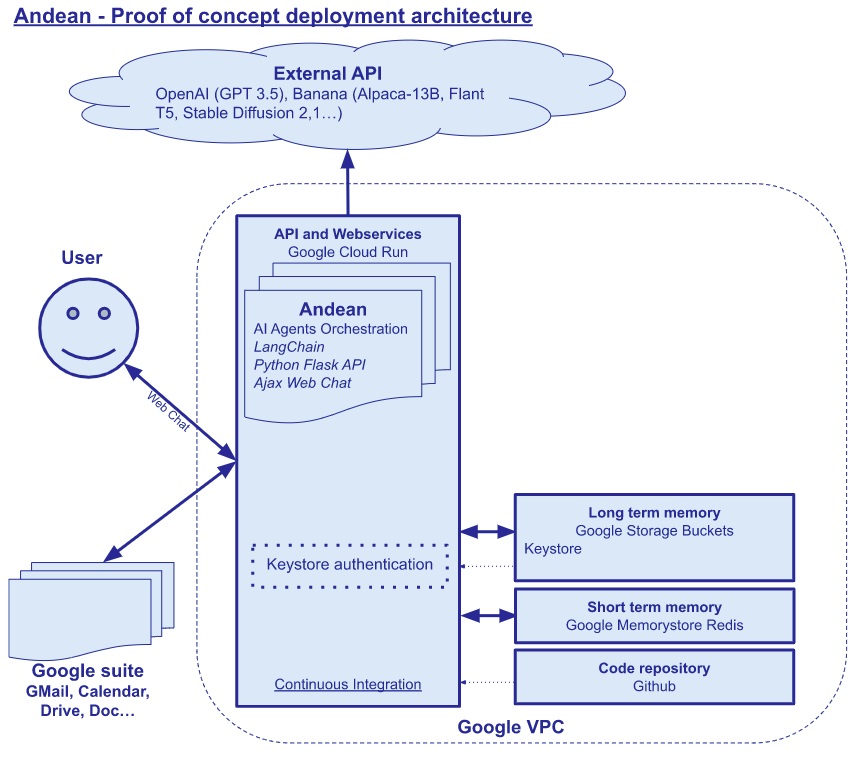 Andean - Proof of concept deployment architecture
External API
OpenAI (GPT 3.5), Banana (Alpaca-13B, Flant
T5, Stable Diffusion 2,1…)
API and Webservices
Google Cloud Run
User
Andean
AI Agents Orchestration
LangChain
Python Flask API
Ajax Web Chat
Web Chat
Long term memory
Google Storage Buckets
Keystore
Keystore authentication
Short term memory
Google Memorystore Redis
Google suite
GMail, Calendar,
Drive, Doc…
Continuous Integration
Code repository
Github
Google VPC